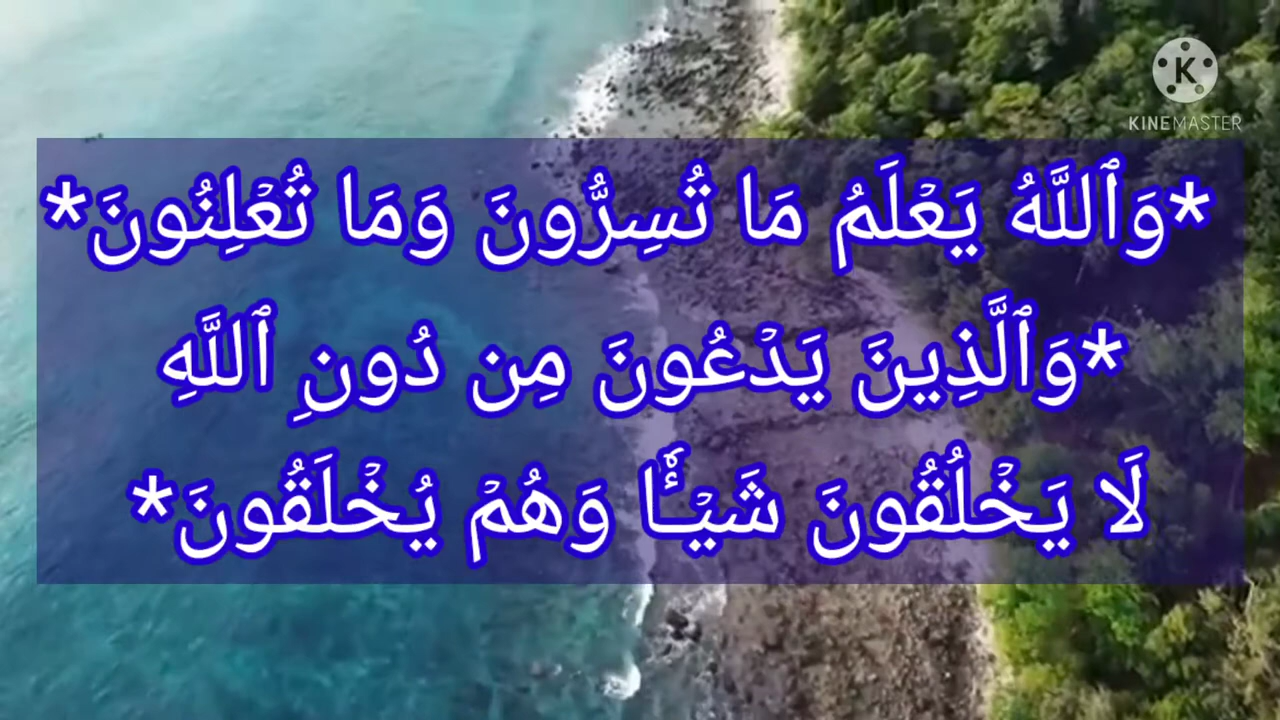 KINEMASTER
*وَٱللَّهُ يَعْلَمُ مَا تُسِرُّونَ وَمَا تُعْلِنُونَ*
*وَٱلَّذِينَ يَدْعُونَ مِن دُونِ ٱللَّهِ
لَا يَخْلُقُونَ شَيْـًٔا وَهُمْ يُخْلَقُونَ*